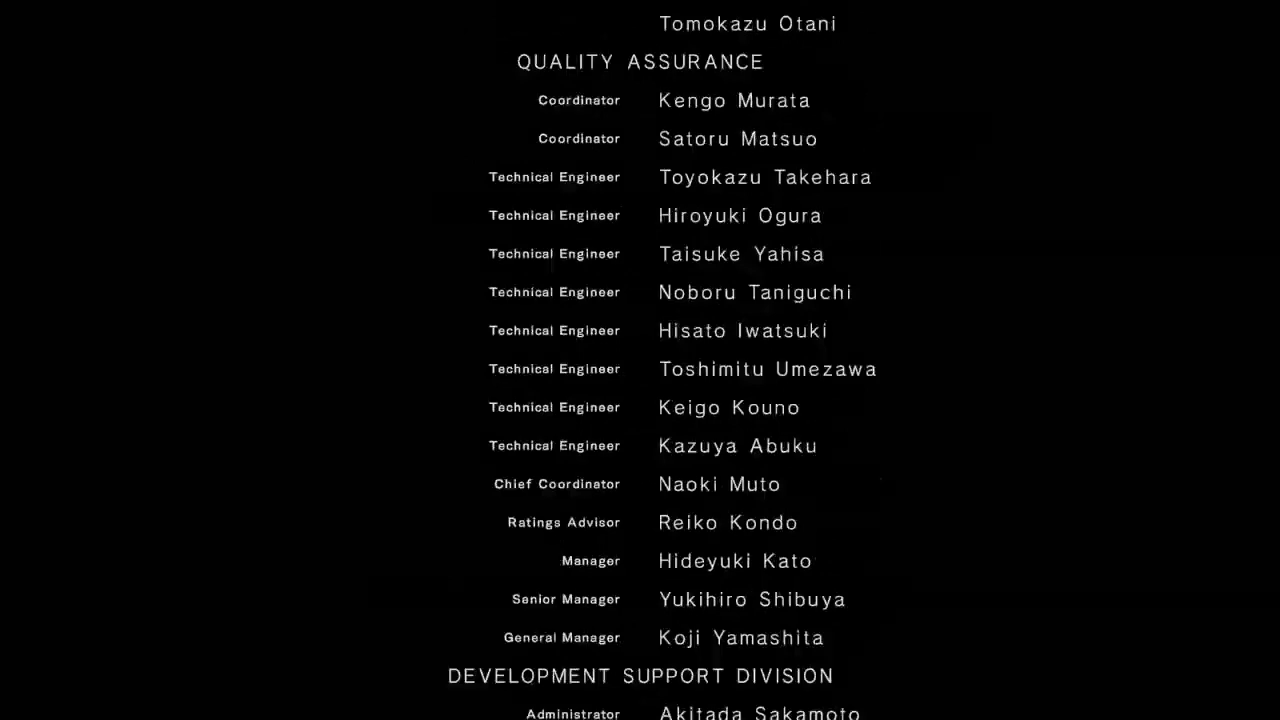 Tomokazu Otani
QUALITY ASSURANCE
Coordinator Kengo Murata
Coordinator Satoru Matsuo
Technical Engineer Toyokazu Takehara
Technical Engineer Hiroyuki Ogura
Technical Engineer Taisuke Yahisa
Technical Engineer Noboru Taniguchi
Technical Engineer Hisato Iwatsuki
Technical Engineer Toshimitu Umezawa
Technical Engineer Keigo Kouno
Technical Engineer Kazuya Abuku
Chief Coordinator Naoki Muto
Ratings Advisor Reiko Kondo
Manager Hideyuki Kato
Senior Manager Yukihiro Shibuya
General Manager Koji Yamashita
DEVELOPMENT SUPPORT DIVISION
Administrator Akitada Sakamoto